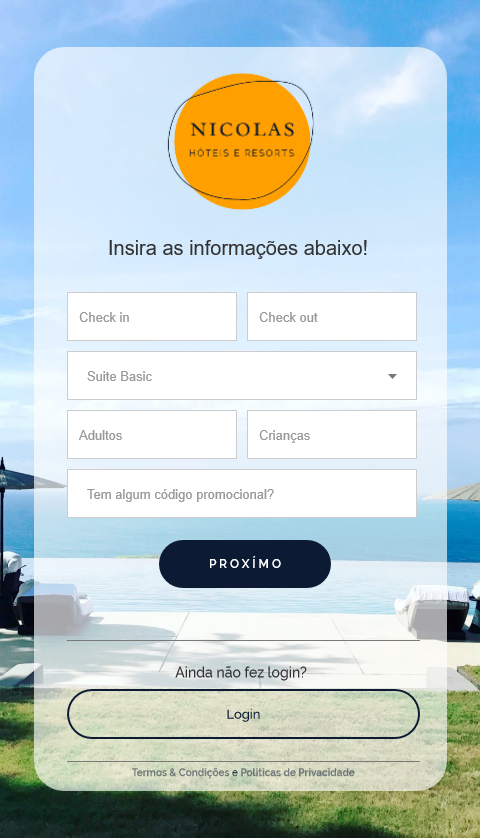 NICOLAS
HÓTEIS E RESORTS
Insira as informações abaixo!
Check in
Check out
Suite Basic
Adultos
Crianças
Tem algum código promocional?
PROXÍMO
Ainda não fez login?
Login
Termos & Condições e Politicas de Privacidade